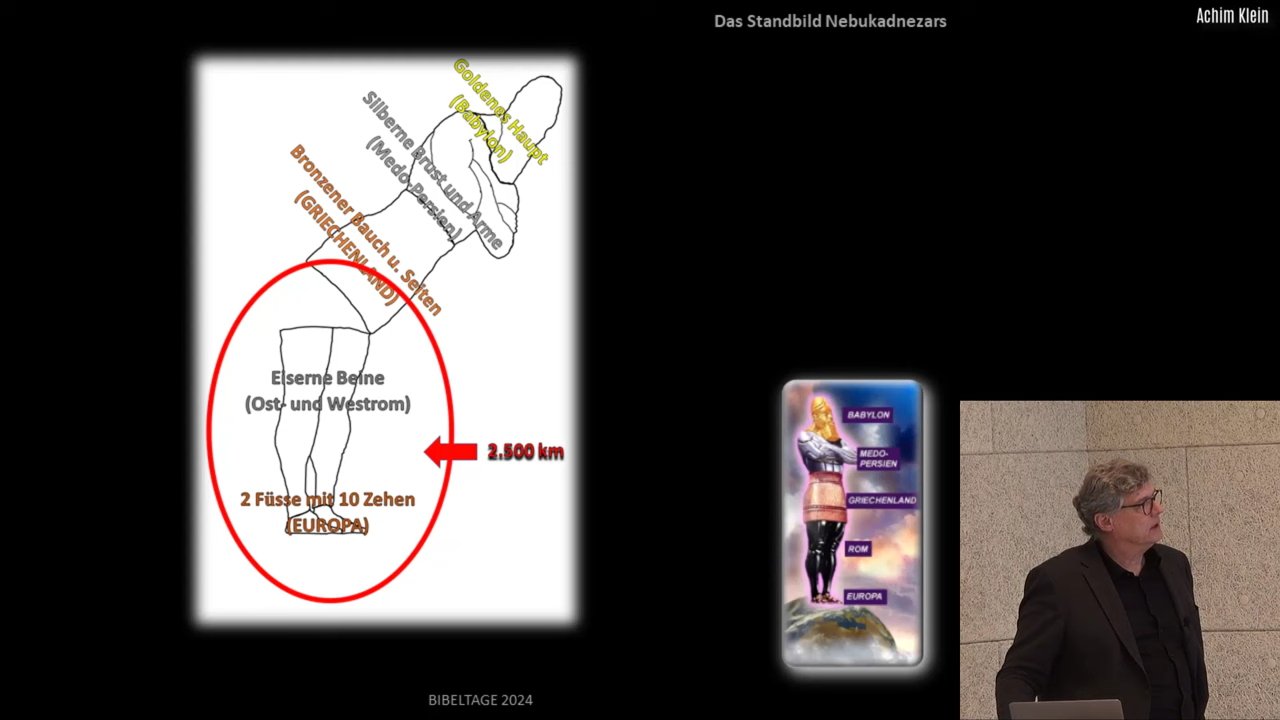 Das Standbild Nebukadnezars
Achim Klein
Goldenes Haupt
(Babylon)
Silberne Brust und Arme
(Medo-Persien)
Bronzener Bauch u. Seiten
(GRIECHENLAND)
Eiserne Beine
(Ost- und Westrom)
2.500 km
2 Füsse mit 10 Zehen
(EUROPA)
BABYLON
MEDO-
PERSIEN
GRIECHENLAND
ROM
EUROPA
BIBELTAGE 2024